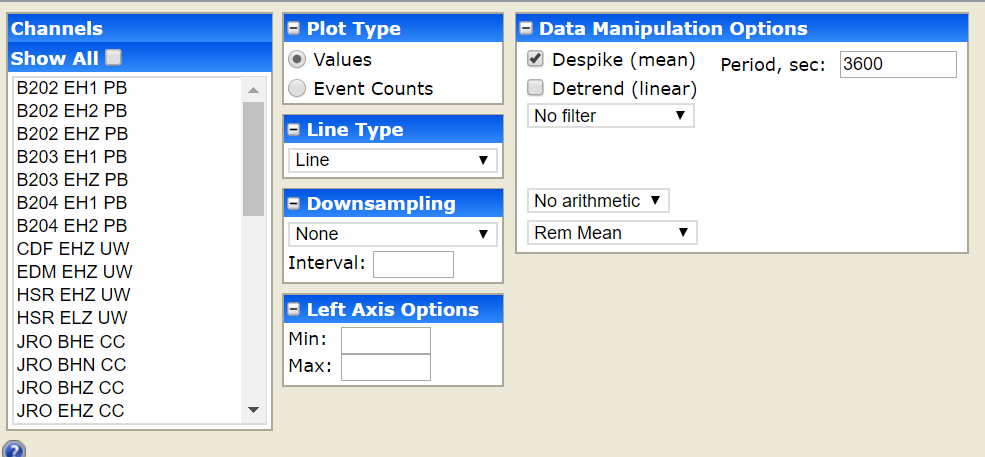 Channels
Show All
B202 EH1 PB
B202 EH2 PB
B202 EHZ PB
B203 EH1 PB
B203 EHZ PB
B204 EH1 PB
B204 EH2 PB
CDF EHZ UW
EDM EHZ UW
HSR EHZ UW
HSR ELZ UW
JRO BHE CC
JRO BHN CC
JRO BHZ CC
JRO EHZ CC
Plot Type
Values
Event Counts
Line Type
Line
Downsampling
None
Interval:
Left Axis Options
Min:
Max:
Data Manipulation Options
Despike (mean) Period, sec: 3600
Detrend (linear)
No filter
No arithmetic
Rem Mean
?